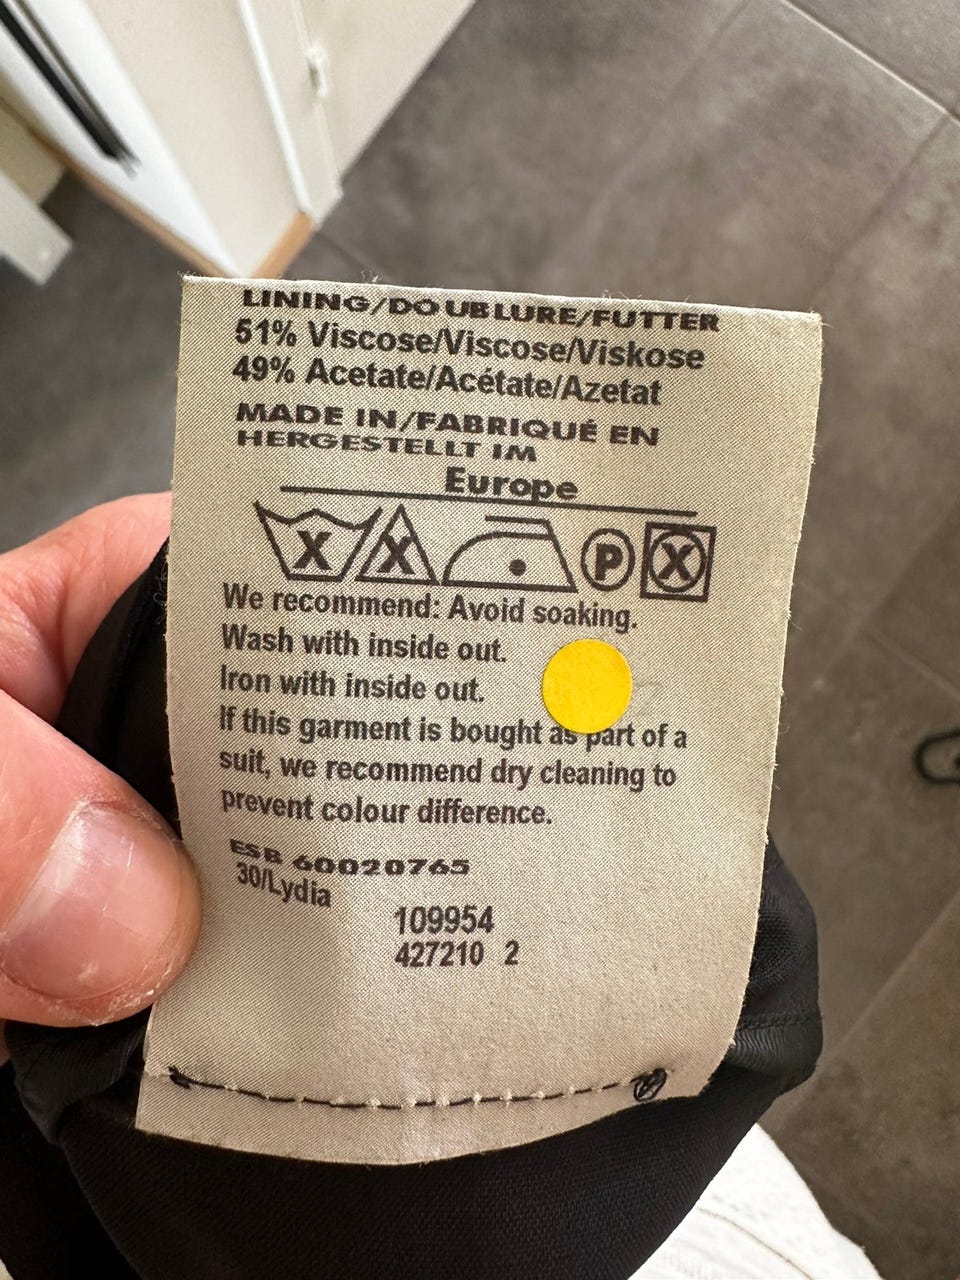 LINING/DOUBLURE/FUTTER
51% Viscose/Viscose/Viskose
49% Acetate/Acétate/Azetat
MADE IN/FABRIQUÉ EN
HERGESTELLT IM
Europe
X X P X
We recommend: Avoid soaking.
Wash with inside out.
Iron with inside out.
If this garment is bought as part of a
suit, we recommend dry cleaning to
prevent colour difference.
ESB 60020765
30/Lydia
109954
427210 2